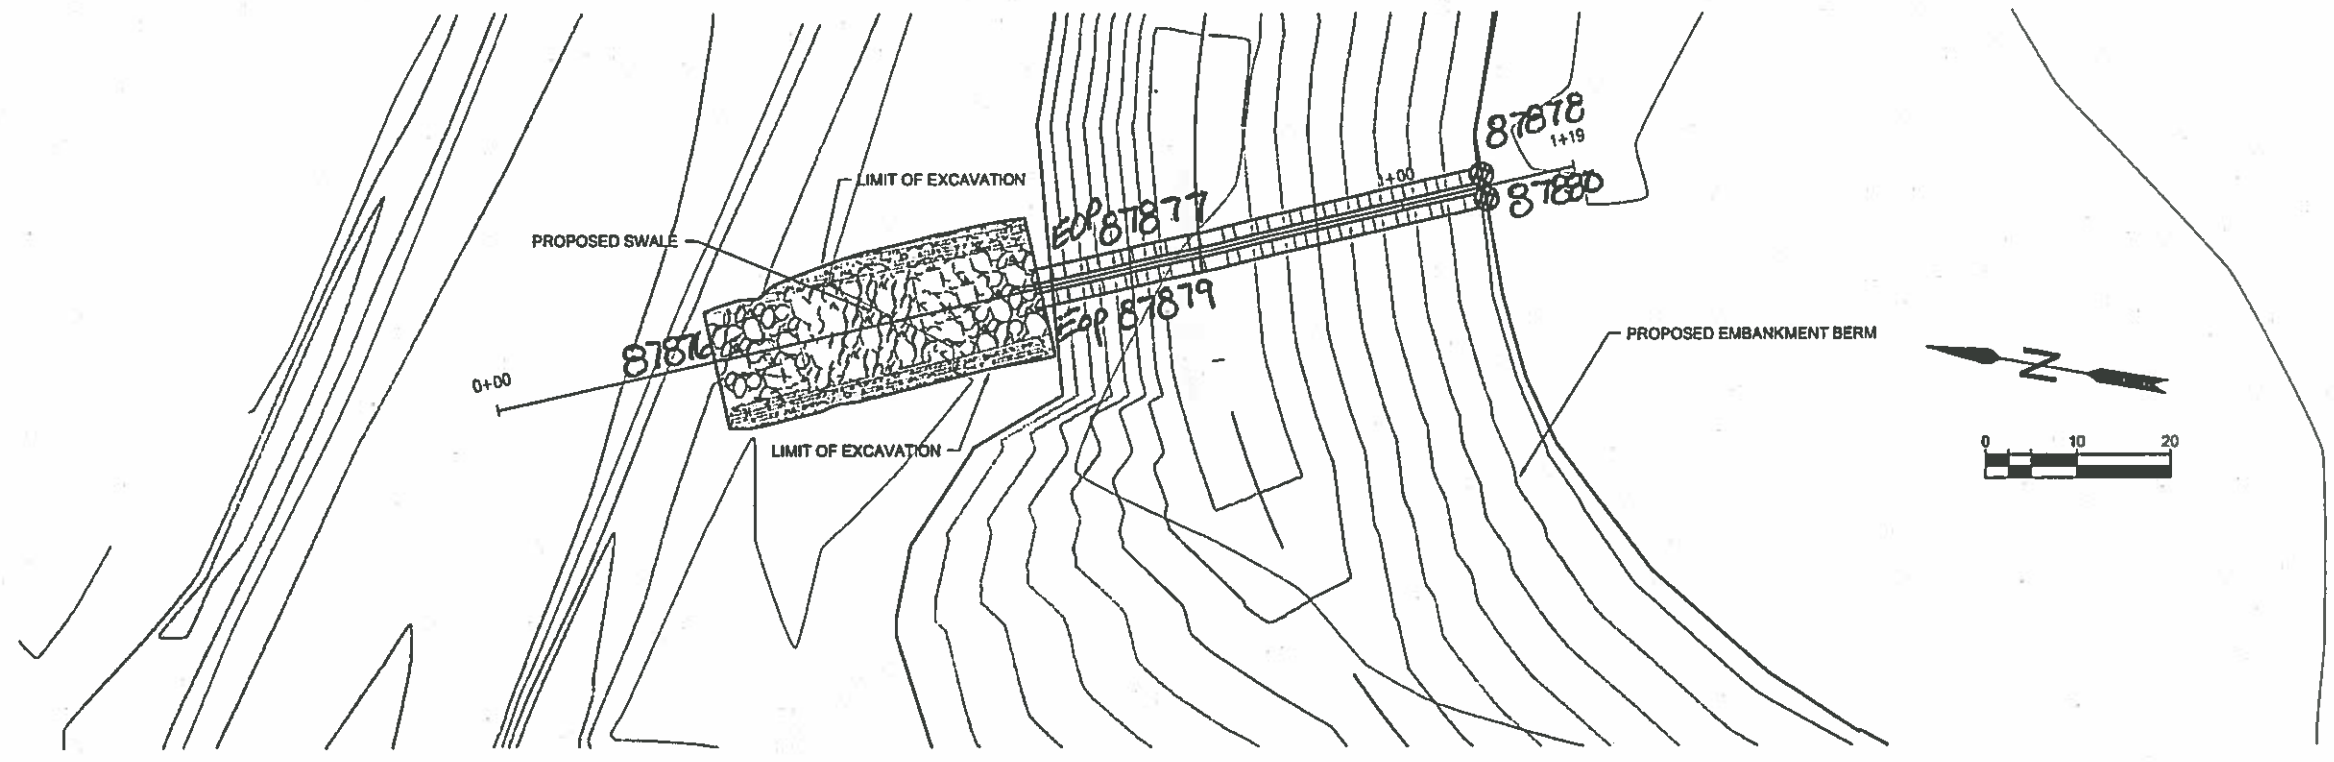 87878
1+19
1+00
LIMIT OF EXCAVATION
87880
EOP 87877
PROPOSED SWALE
EOP 87879
87876
PROPOSED EMBANKMENT BERM
N
0+00
0 10 20
LIMIT OF EXCAVATION